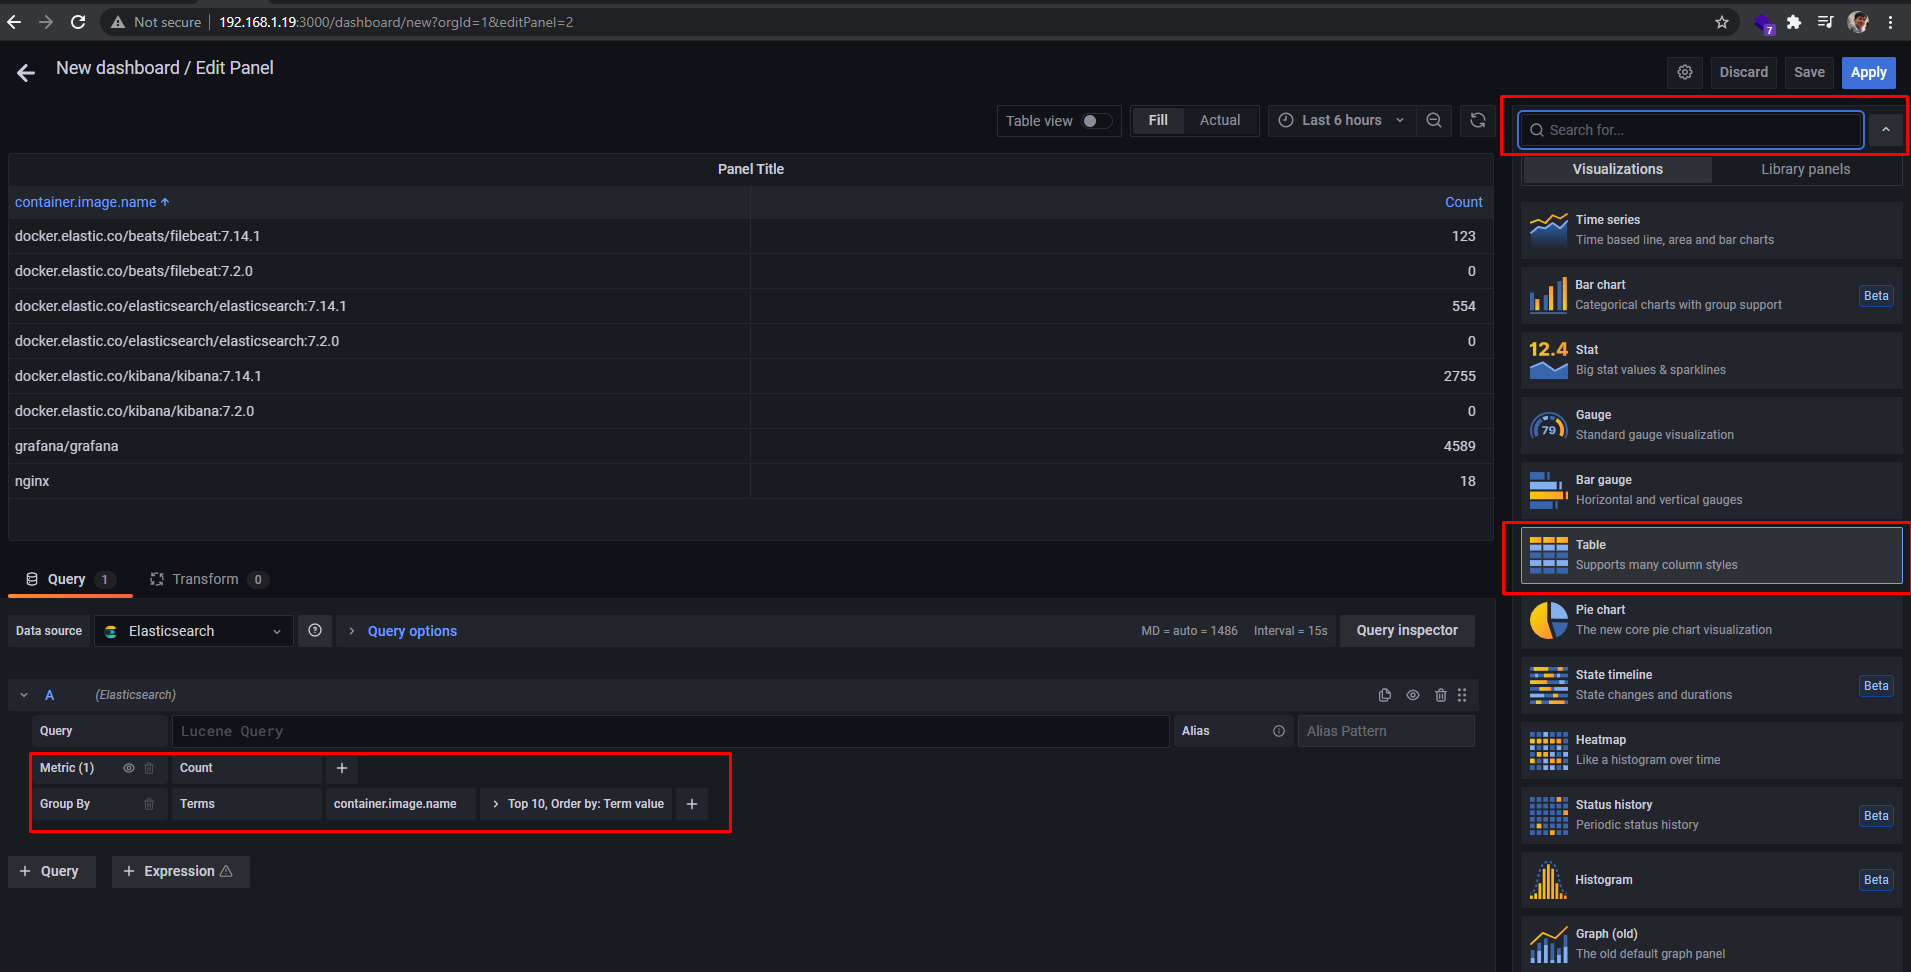 Not secure 192.168.1.19:3000/dashboard/new?orgId=1&editPanel=2
7
New dashboard / Edit Panel
Discard
Save
Apply
Table view
Fill
Actual
Last 6 hours
Search for...
Visualizations
Library panels
Panel Title
container.image.name ↑ Count
docker.elastic.co/beats/filebeat:7.14.1 123
docker.elastic.co/beats/filebeat:7.2.0 0
docker.elastic.co/elasticsearch/elasticsearch:7.14.1 554
docker.elastic.co/elasticsearch/elasticsearch:7.2.0 0
docker.elastic.co/kibana/kibana:7.14.1 2755
docker.elastic.co/kibana/kibana:7.2.0 0
grafana/grafana 4589
nginx 18
Query 1
Transform 0
Data source
Elasticsearch
Query options
MD = auto = 1486
Interval = 15s
Query inspector
A (Elasticsearch)
Query Lucene Query
Alias
Alias Pattern
Metric (1) Count +
Group By Terms container.image.name > Top 10, Order by: Term value +
+ Query
+ Expression
Time series
Time based line, area and bar charts
Bar chart
Categorical charts with group support
Beta
12.4
Stat
Big stat values & sparklines
79
Gauge
Standard gauge visualization
Bar gauge
Horizontal and vertical gauges
Table
Supports many column styles
Pie chart
The new core pie chart visualization
State timeline
State changes and durations
Beta
Heatmap
Like a histogram over time
Status history
Periodic status history
Beta
Histogram
Beta
Graph (old)
The old default graph panel